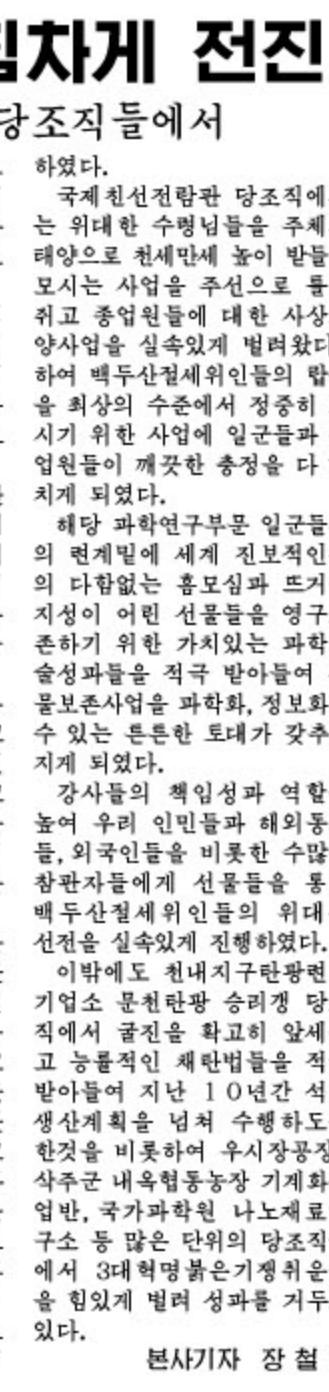 힘차게 전진
당조직들에서
하였다.
국제친선전람관 당조직에
는 위대한 수령님들을 주체
태양으로 천세만세 높이 받들
모시는 사업을 주선으로 틀
쥐고 종업원들에 대한 사상
양사업을 실속있게 벌려왔다
하여 백두산절세위인들의 랍
을 최상의 수준에서 정중히
시기 위한 사업에 일군들과
업원들이 깨끗한 충정을 다
치게 되였다.
해당 과학연구부문 일군들
의 련계밑에 세계 진보적인
의 다함없는 흠모심과 뜨거
지성이 어린 선물들을 영구
존하기 위한 가치있는 과학
술성과들을 적극 받아들여
물보존사업을 과학화, 정보화
수 있는 튼튼한 토대가 갖추
지게 되였다.
강사들의 책임성과 역할
높여 우리 인민들과 해외동
들, 외국인들을 비롯한 수많
참관자들에게 선물들을 통
백두산절세위인들의 위대
선전을 실속있게 진행하였다.
이밖에도 천내지구탄광련
기업소 문천탄광 승리갱 당
직에서 굴진을 확고히 앞세
고 능률적인 채탄법들을 적
받아들여 지난 10년간 석
생산계획을 넘쳐 수행하도
한것을 비롯하여 우시장공장
삭주군 내옥협동농장 기계화
업반, 국가과학원 나노재료
구소 등 많은 단위의 당조직
에서 3대혁명붉은기쟁취운
을 힘있게 벌려 성과를 거두
있다.
본사기자 장 철